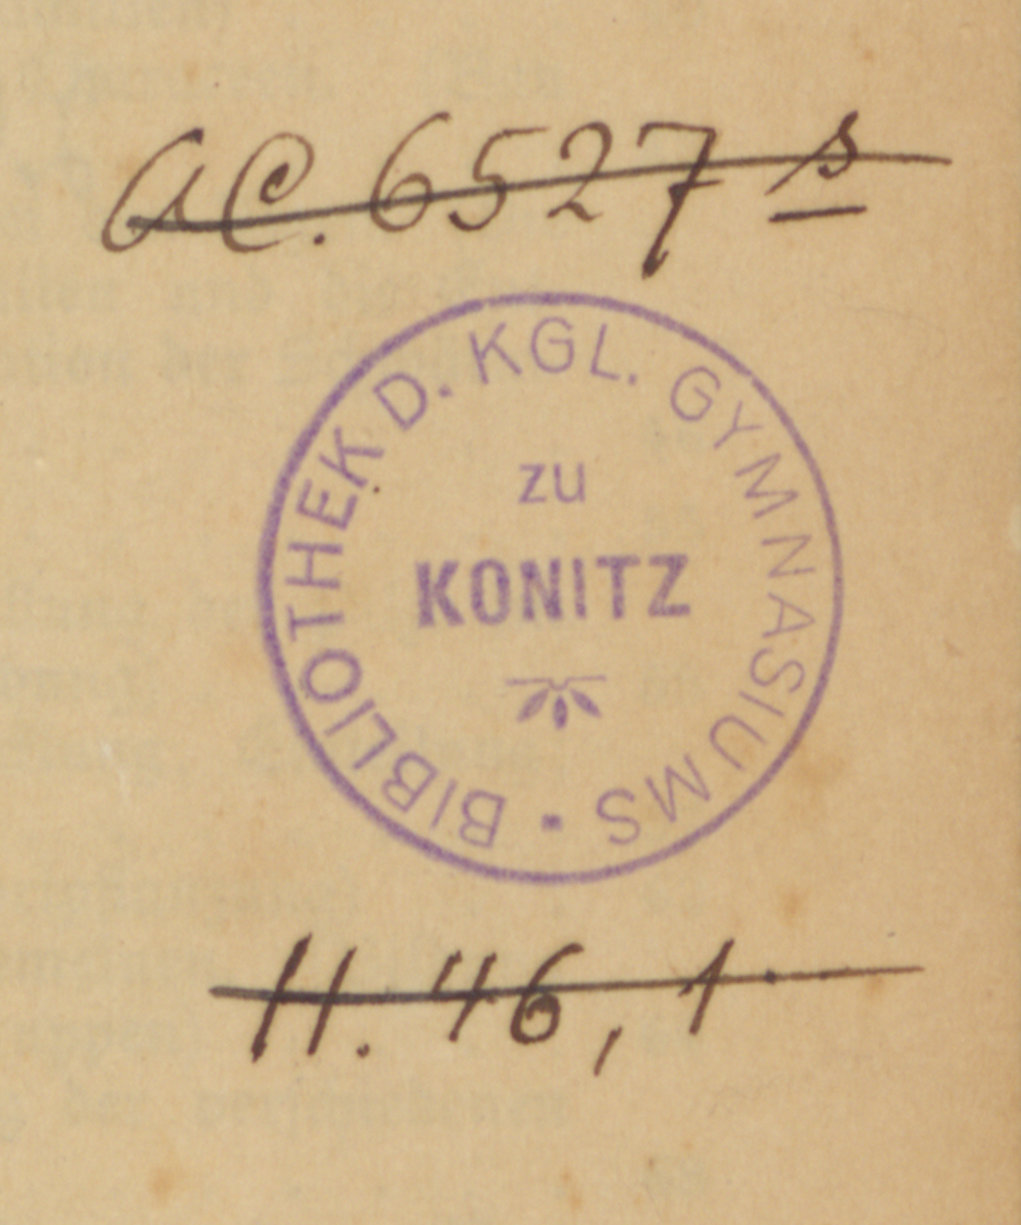 AC. 6527 s
BIBLIOTHEK D. KGL. GYMNASIUMS
zu
KONITZ
H. 46, 1